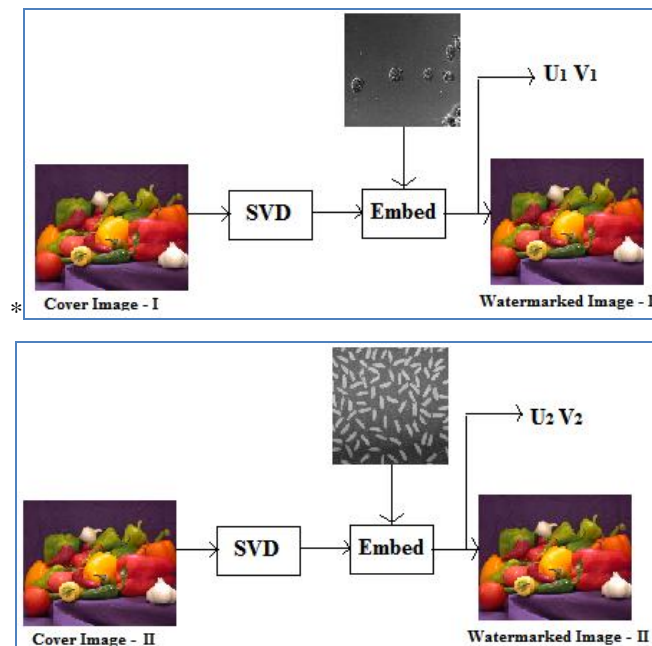 U1 V1
SVD
Embed
Cover Image - I
Watermarked Image - I
*
U2 V2
SVD
Embed
Cover Image - II
Watermarked Image - II